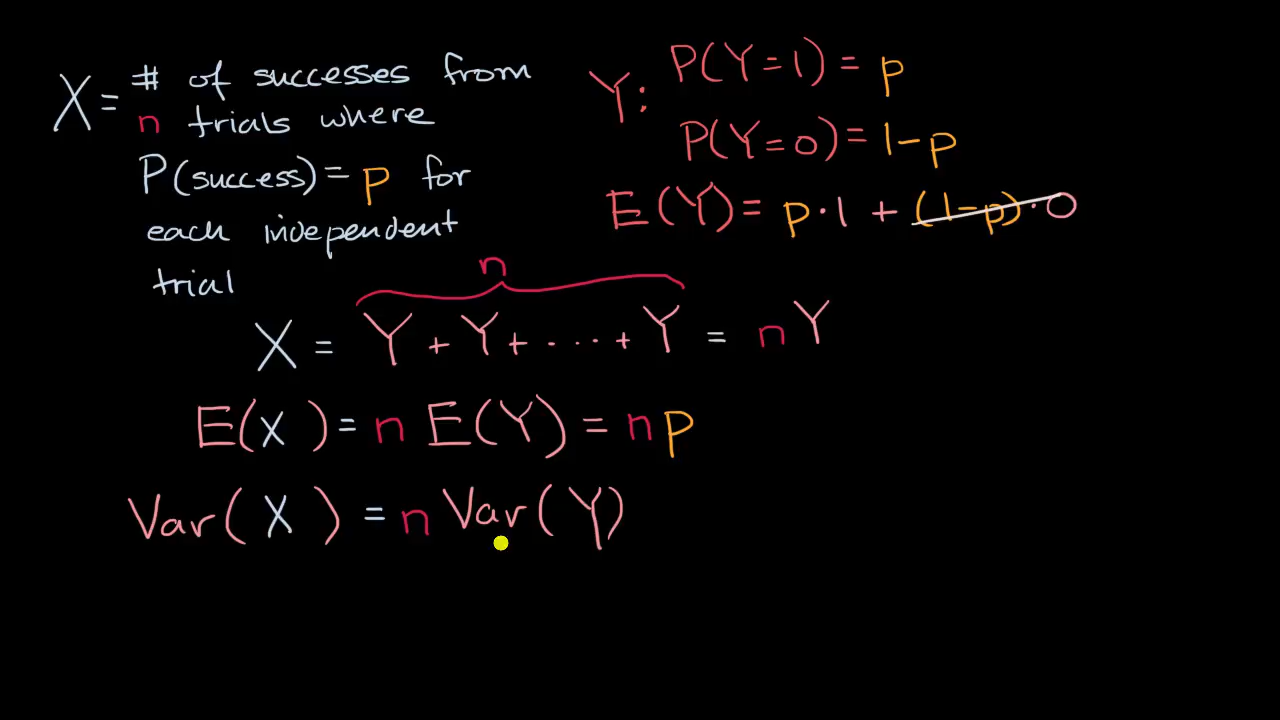 X = # of successes from
n trials where
P(success) = p for
each independent
trial
Y: P(Y=1) = p
P(Y=0) = 1-p
E(Y) = p·1 + (1-p)·0
n
X = Y + Y + ... + Y = nY
E(X) = n E(Y) = np
Var(X) = n Var(Y)